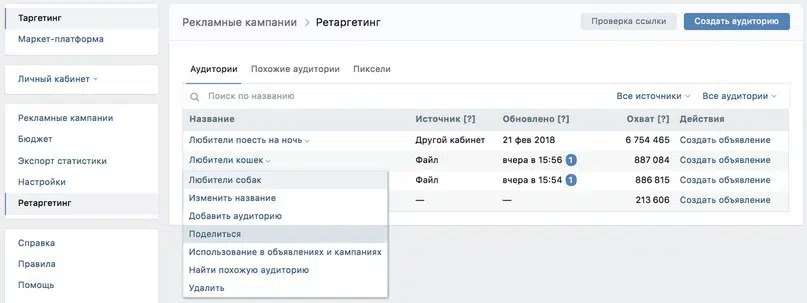 Таргетинг
Маркет-платформа
Личный кабинет
Рекламные кампании
Бюджет
Экспорт статистики
Настройки
Ретаргетинг
Справка
Правила
Помощь
Рекламные кампании > Ретаргетинг
Проверка ссылки
Создать аудиторию
Аудитории Похожие аудитории Пиксели
Поиск по названию Все источники Все аудитории
Название Источник [?] Обновлено [?] Охват [?] Действия
Любители поесть на ночь Другой кабинет 21 фев 2018 6 754 465 Создать объявление
Любители кошек Файл вчера в 15:56 1 887 084 Создать объявление
Любители собак Файл вчера в 15:54 1 886 815 Создать объявление
— — 213 606 Создать объявление
Изменить название
Добавить аудиторию
Поделиться
Использование в объявлениях и кампаниях
Найти похожую аудиторию
Удалить